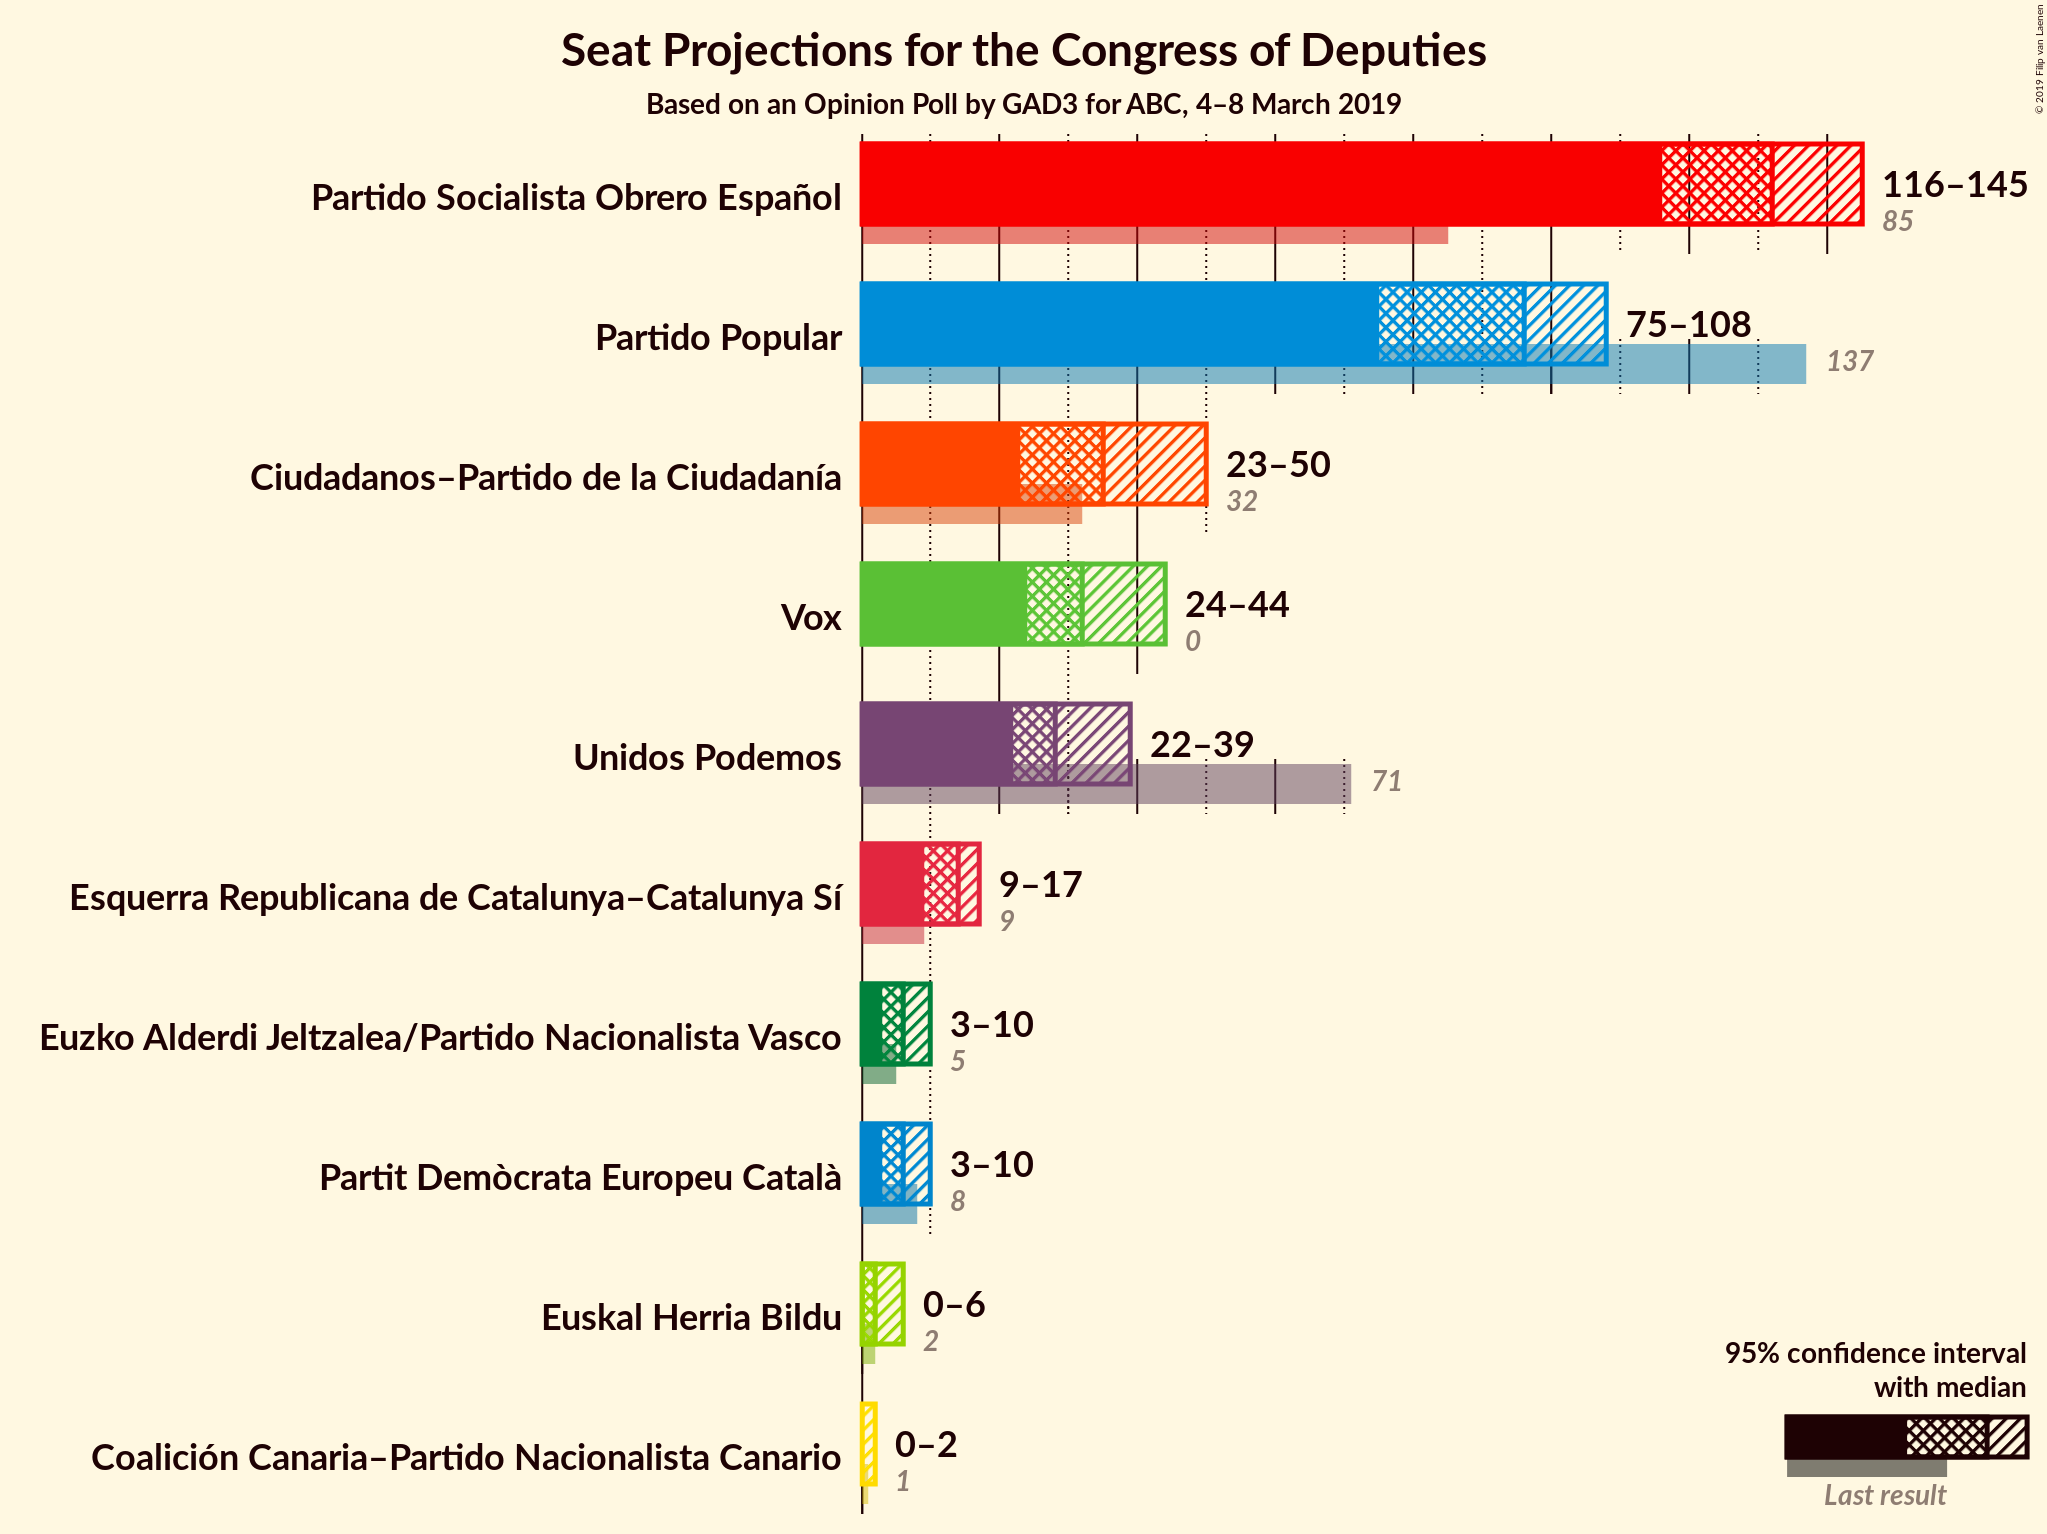 Seat Projections for the Congress of Deputies
Based on an Opinion Poll by GAD3 for ABC, 4–8 March 2019
© 2019 Filip van Laenen
Partido Socialista Obrero Español
116–145
85
Partido Popular
75–108
137
Ciudadanos–Partido de la Ciudadanía
23–50
32
Vox
24–44
0
Unidos Podemos
22–39
71
Esquerra Republicana de Catalunya–Catalunya Sí
9–17
9
Euzko Alderdi Jeltzalea/Partido Nacionalista Vasco
3–10
5
Partit Demòcrata Europeu Català
3–10
8
Euskal Herria Bildu
0–6
2
Coalición Canaria–Partido Nacionalista Canario
0–2
1
95% confidence interval
with median
Last result